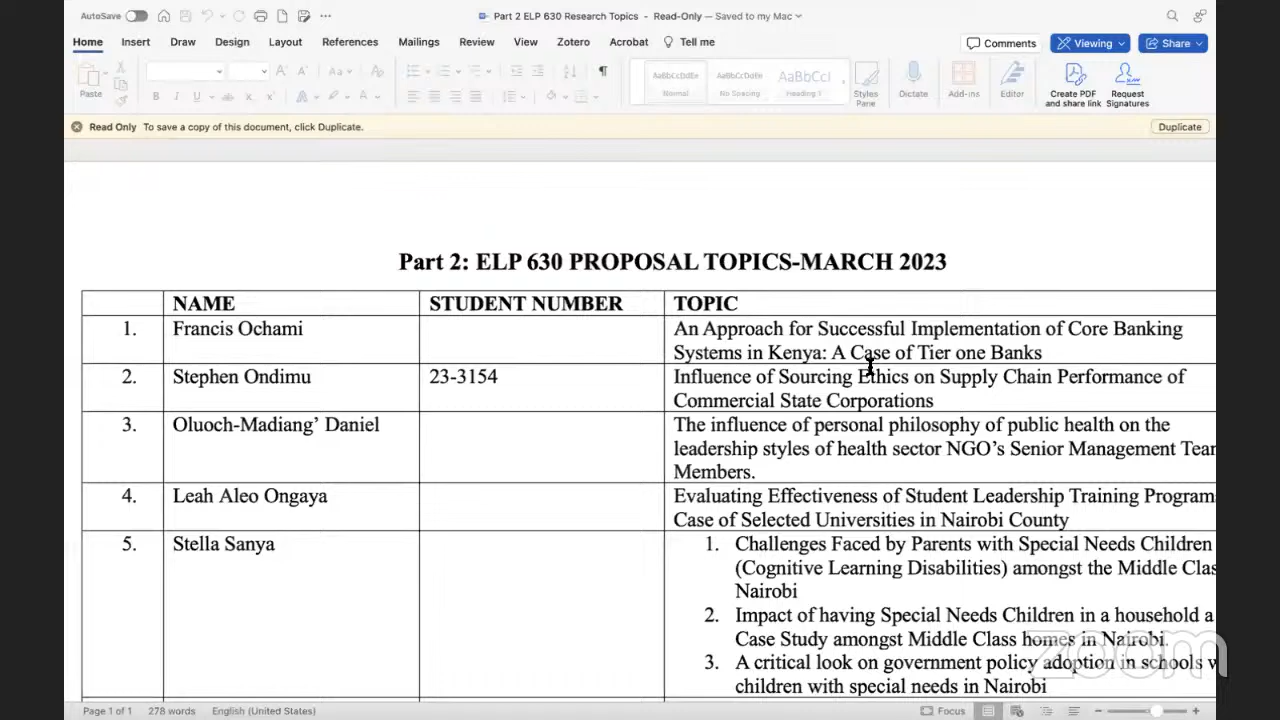 AutoSave
Part 2 ELP 630 Research Topics - Read-Only — Saved to my Mac
Home Insert Draw Design Layout References Mailings Review View Zotero Acrobat Tell me
Comments Viewing Share
Paste
AaBbCcDdEe
Normal
AaBbCcDdEe
No Spacing
AaBbCcI
Heading 1
Styles Pane
Dictate
Add-ins
Editor
Create PDF and share link
Request Signatures
Read Only To save a copy of this document, click Duplicate.
Duplicate
Part 2: ELP 630 PROPOSAL TOPICS-MARCH 2023
NAME STUDENT NUMBER TOPIC
1. Francis Ochami An Approach for Successful Implementation of Core Banking
Systems in Kenya: A Case of Tier one Banks
2. Stephen Ondimu 23-3154 Influence of Sourcing Ethics on Supply Chain Performance of
Commercial State Corporations
3. Oluoch-Madiang' Daniel The influence of personal philosophy of public health on the
leadership styles of health sector NGO's Senior Management Tea
Members.
4. Leah Aleo Ongaya Evaluating Effectiveness of Student Leadership Training Program
Case of Selected Universities in Nairobi County
5. Stella Sanya 1. Challenges Faced by Parents with Special Needs Children
(Cognitive Learning Disabilities) amongst the Middle Clas
Nairobi
2. Impact of having Special Needs Children in a household a
Case Study amongst Middle Class homes in Nairobi.
3. A critical look on government policy adoption in schools w
children with special needs in Nairobi
zoom
Page 1 of 1 278 words English (United States) Focus